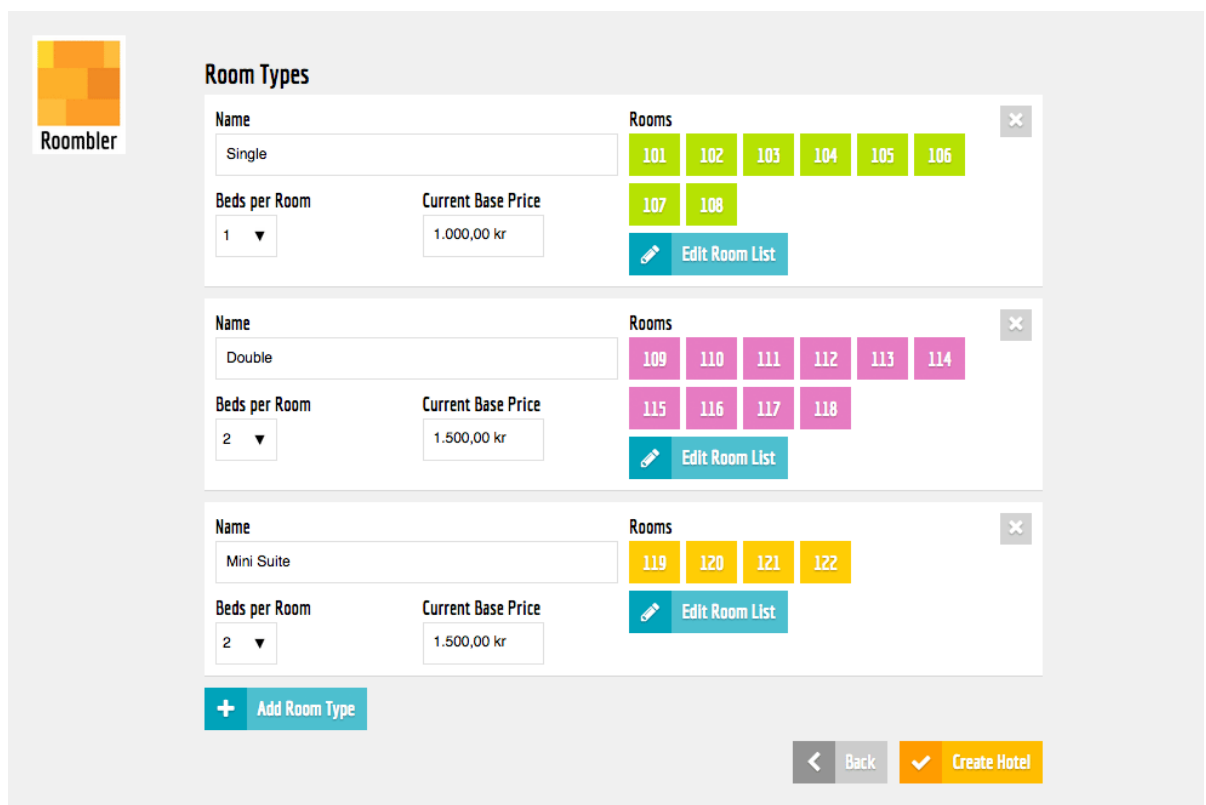 Roombler
Room Types
Name
Single
Beds per Room
Current Base Price
1
1.000,00 kr
Rooms
101 102 103 104 105 106
107 108
Edit Room List
Name
Double
Beds per Room
Current Base Price
2
1.500,00 kr
Rooms
109 110 111 112 113 114
115 116 117 118
Edit Room List
Name
Mini Suite
Beds per Room
Current Base Price
2
1.500,00 kr
Rooms
119 120 121 122
Edit Room List
Add Room Type
Back
Create Hotel